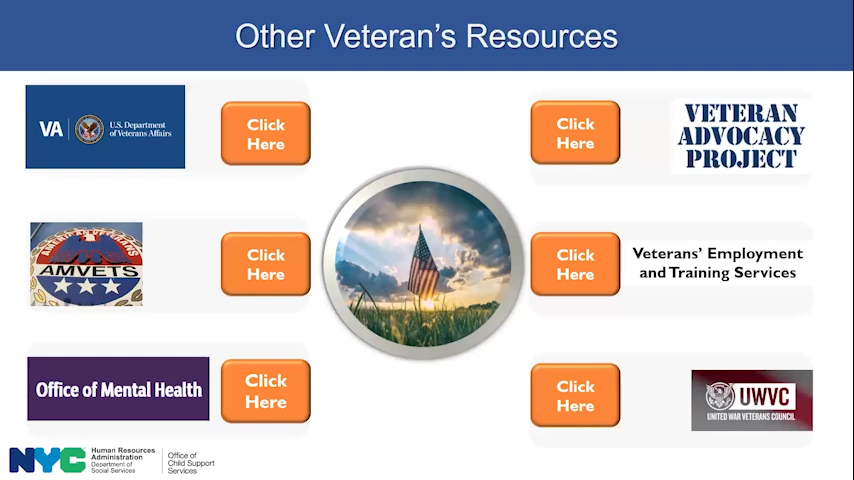 Other Veteran's Resources
VA
U.S. Department
of Veterans Affairs
Click
Here
Click
Here
VETERAN
ADVOCACY
PROJECT
AMERICAN VETERANS
AMVETS
Click
Here
Click
Here
Veterans' Employment
and Training Services
Office of Mental Health
Click
Here
Click
Here
UWVC
UNITED WAR VETERANS COUNCIL
NYC
Human Resources
Administration
Department of
Social Services
Office of
Child Support
Services